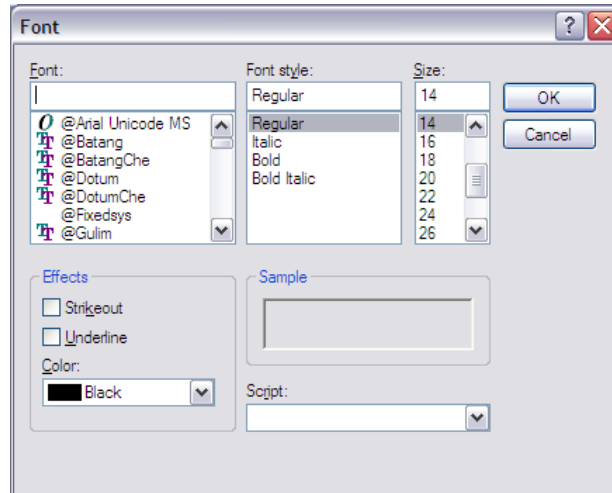 Font
Font: Font style: Size:
Regular 14
OK
Cancel
@Arial Unicode MS
@Batang
@BatangChe
@Dotum
@DotumChe
@Fixedsys
@Gulim
Regular
Italic
Bold
Bold Italic
14
16
18
20
22
24
26
Effects
Strikeout
Underline
Color:
Black
Sample
Script: